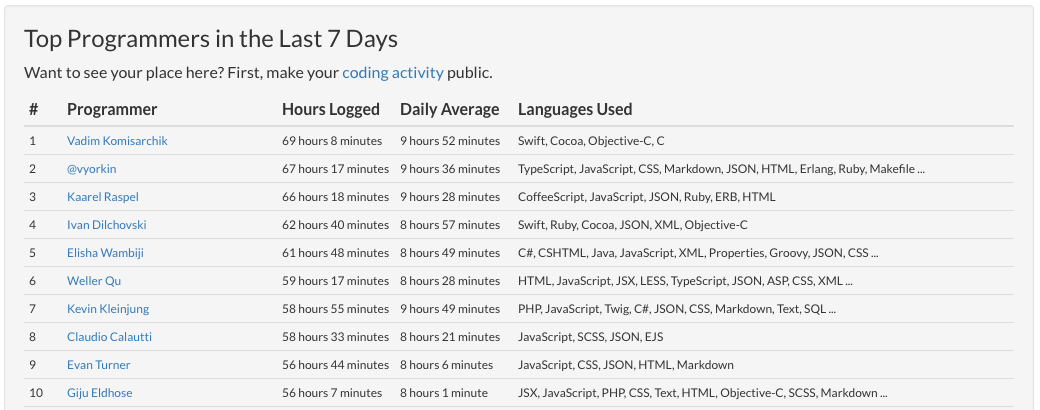 Top Programmers in the Last 7 Days
Want to see your place here? First, make your coding activity public.
# Programmer Hours Logged Daily Average Languages Used
1 Vadim Komisarchik 69 hours 8 minutes 9 hours 52 minutes Swift, Cocoa, Objective-C, C
2 @vyorkin 67 hours 17 minutes 9 hours 36 minutes TypeScript, JavaScript, CSS, Markdown, JSON, HTML, Erlang, Ruby, Makefile ...
3 Kaarel Raspel 66 hours 18 minutes 9 hours 28 minutes CoffeeScript, JavaScript, JSON, Ruby, ERB, HTML
4 Ivan Dilchovski 62 hours 40 minutes 8 hours 57 minutes Swift, Ruby, Cocoa, JSON, XML, Objective-C
5 Elisha Wambiji 61 hours 48 minutes 8 hours 49 minutes C#, CSHTML, Java, JavaScript, XML, Properties, Groovy, JSON, CSS ...
6 Weller Qu 59 hours 17 minutes 8 hours 28 minutes HTML, JavaScript, JSX, LESS, TypeScript, JSON, ASP, CSS, XML ...
7 Kevin Kleinjung 58 hours 55 minutes 9 hours 49 minutes PHP, JavaScript, Twig, C#, JSON, CSS, Markdown, Text, SQL ...
8 Claudio Calautti 58 hours 33 minutes 8 hours 21 minutes JavaScript, SCSS, JSON, EJS
9 Evan Turner 56 hours 44 minutes 8 hours 6 minutes JavaScript, CSS, JSON, HTML, Markdown
10 Giju Eldhose 56 hours 7 minutes 8 hours 1 minute JSX, JavaScript, PHP, CSS, Text, HTML, Objective-C, SCSS, Markdown ...